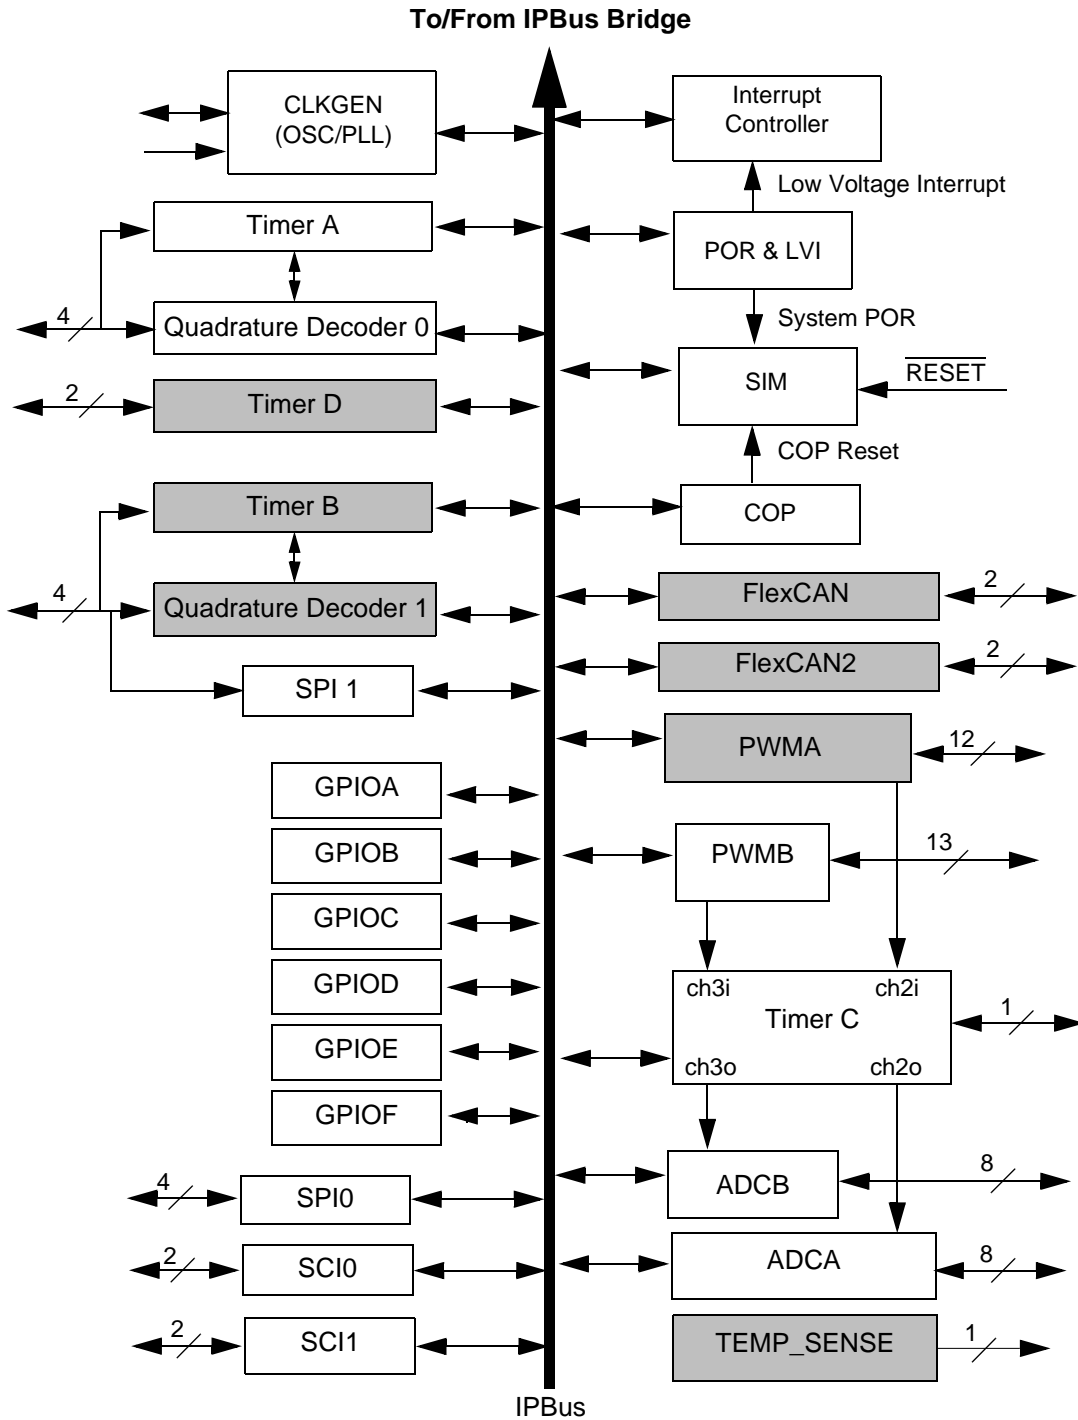 To/From IPBus Bridge
CLKGEN
(OSC/PLL)
Interrupt
Controller
Low Voltage Interrupt
Timer A
POR & LVI
4
Quadrature Decoder 0
System POR
2
Timer D
SIM
RESET
COP Reset
Timer B
COP
4
Quadrature Decoder 1
FlexCAN
2
FlexCAN2
2
SPI 1
PWMA
12
GPIOA
GPIOB
PWMB
13
GPIOC
GPIOD
ch3i
ch2i
Timer C
1
GPIOE
ch3o
ch2o
GPIOF
4
SPI0
ADCB
8
2
SCI0
ADCA
8
2
SCI1
TEMP_SENSE
1
IPBus